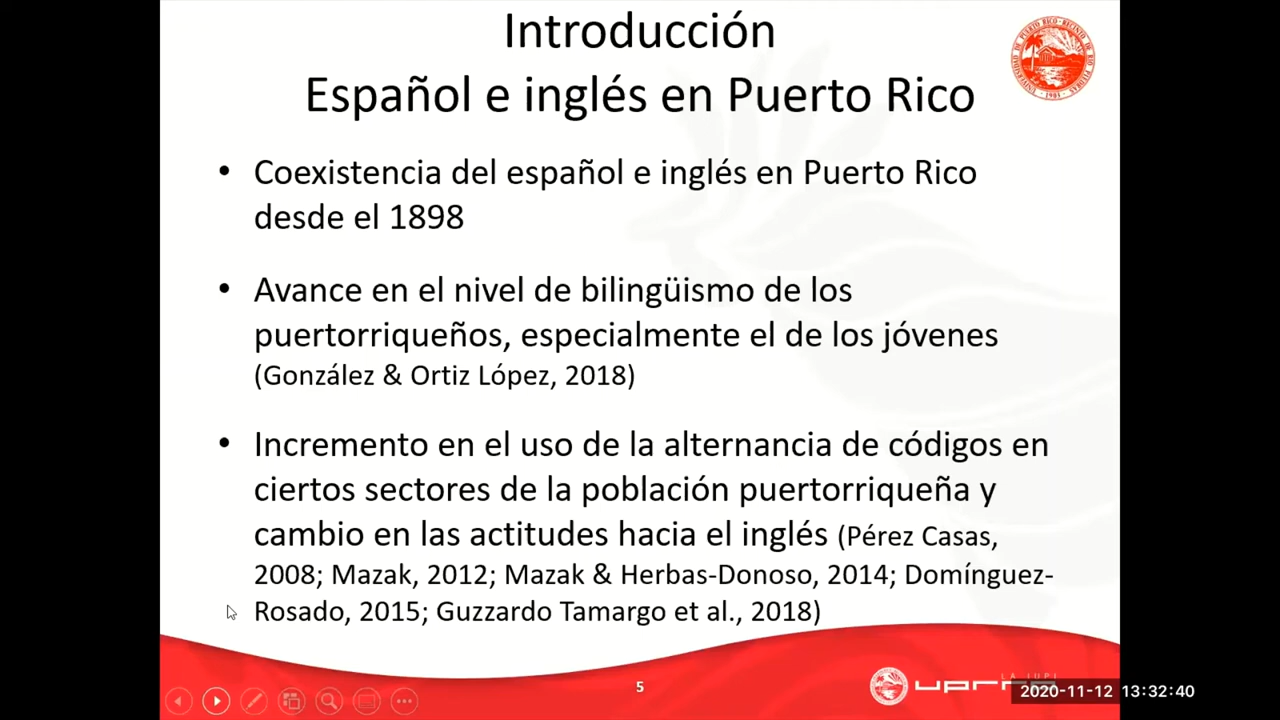 Introducción
Español e inglés en Puerto Rico
• Coexistencia del español e inglés en Puerto Rico
desde el 1898
• Avance en el nivel de bilingüismo de los
puertorriqueños, especialmente el de los jóvenes
(González & Ortiz López, 2018)
• Incremento en el uso de la alternancia de códigos en
ciertos sectores de la población puertorriqueña y
cambio en las actitudes hacia el inglés (Pérez Casas,
2008; Mazak, 2012; Mazak & Herbas-Donoso, 2014; Domínguez-
Rosado, 2015; Guzzardo Tamargo et al., 2018)
5
LA IUPI
2020-11-12 13:32:40